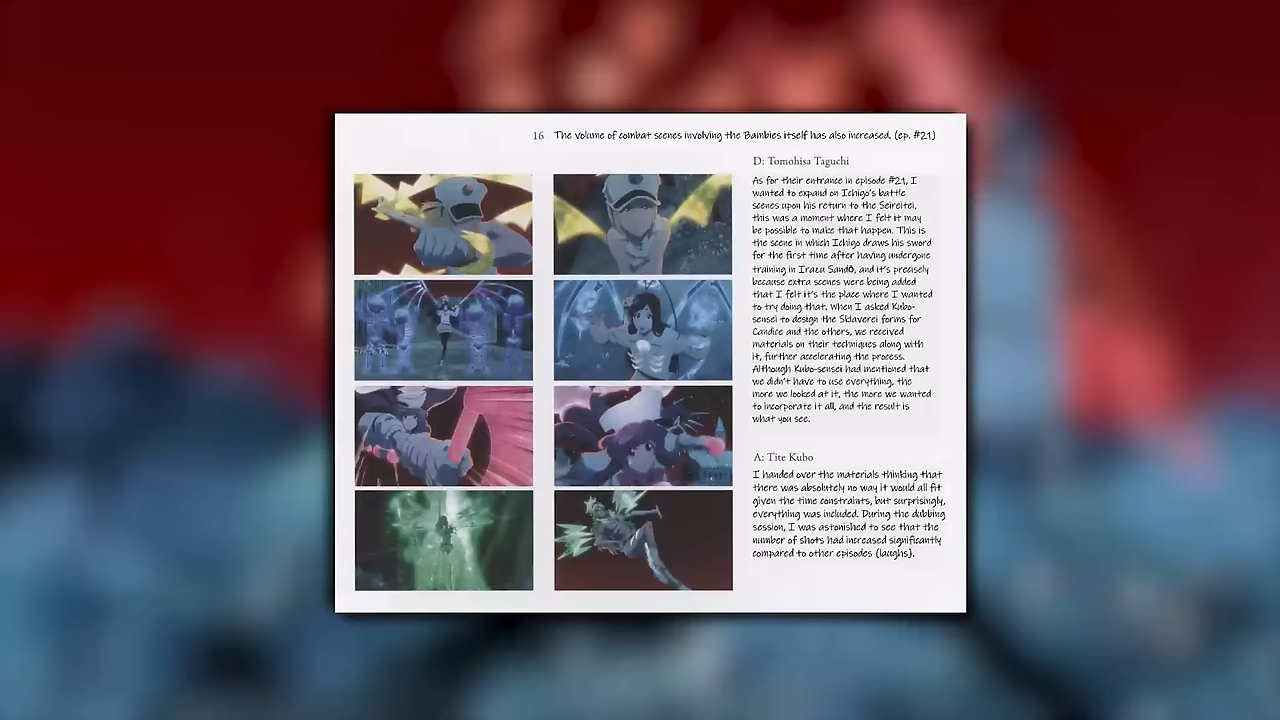 16 The volume of combat scenes involving the Bambies itself has also increased. (ep. #21)
D: Tomohisa Taguchi
As for their entrance in episode #21, I
wanted to expand on Ichigo's battle
scenes upon his return to the Seireitei,
this was a moment where I felt it may
be possible to make that happen. This is
the scene in which Ichigo draws his sword
for the first time after having undergone
training in Irazu Sandō, and it's precisely
because extra scenes were being added
that I felt it's the place where I wanted
to try doing that. When I asked Kubo-
sensei to design the Sklaverei forms for
Candice and the others, we received
materials on their techniques along with
it, further accelerating the process.
Although Kubo-sensei had mentioned that
we didn't have to use everything, the
more we looked at it, the more we wanted
to incorporate it all, and the result is
what you see.
A: Tite Kubo
I handed over the materials thinking that
there was absolutely no way it would all fit
given the time constraints, but surprisingly,
everything was included. During the dubbing
session, I was astonished to see that the
number of shots had increased significantly
compared to other episodes (laughs).